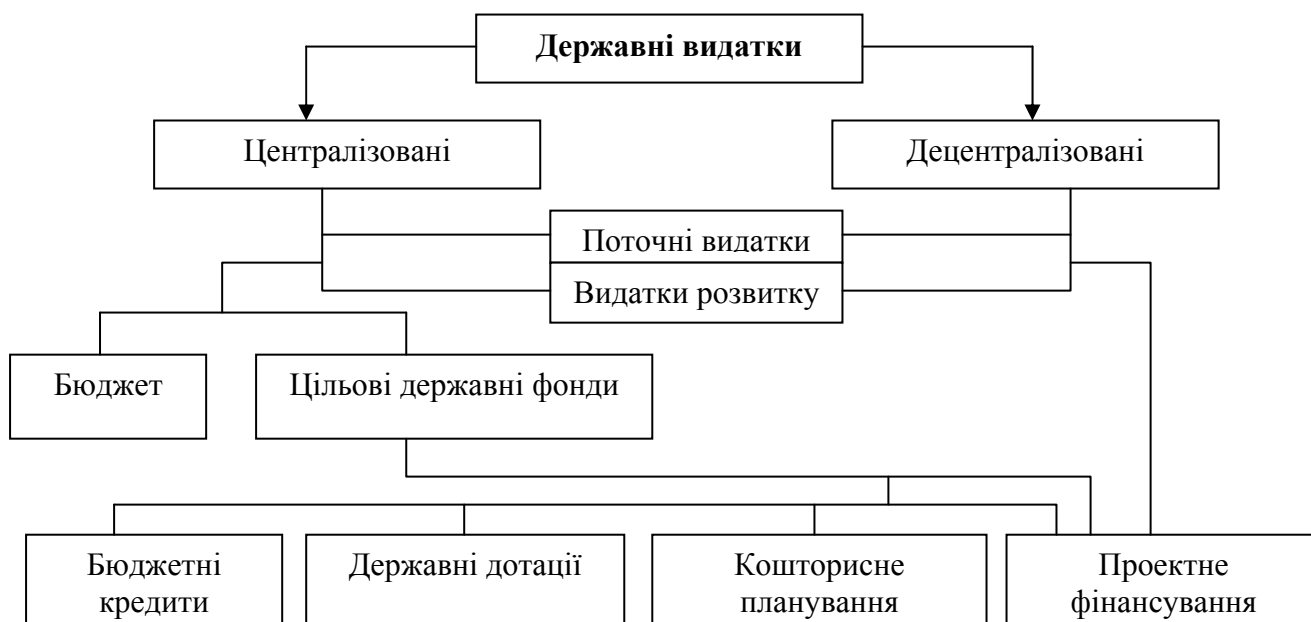 Державні видатки
Централізовані
Децентралізовані
Поточні видатки
Видатки розвитку
Бюджет
Цільові державні фонди
Бюджетні
кредити
Державні дотації
Кошторисне
планування
Проектне
фінансування